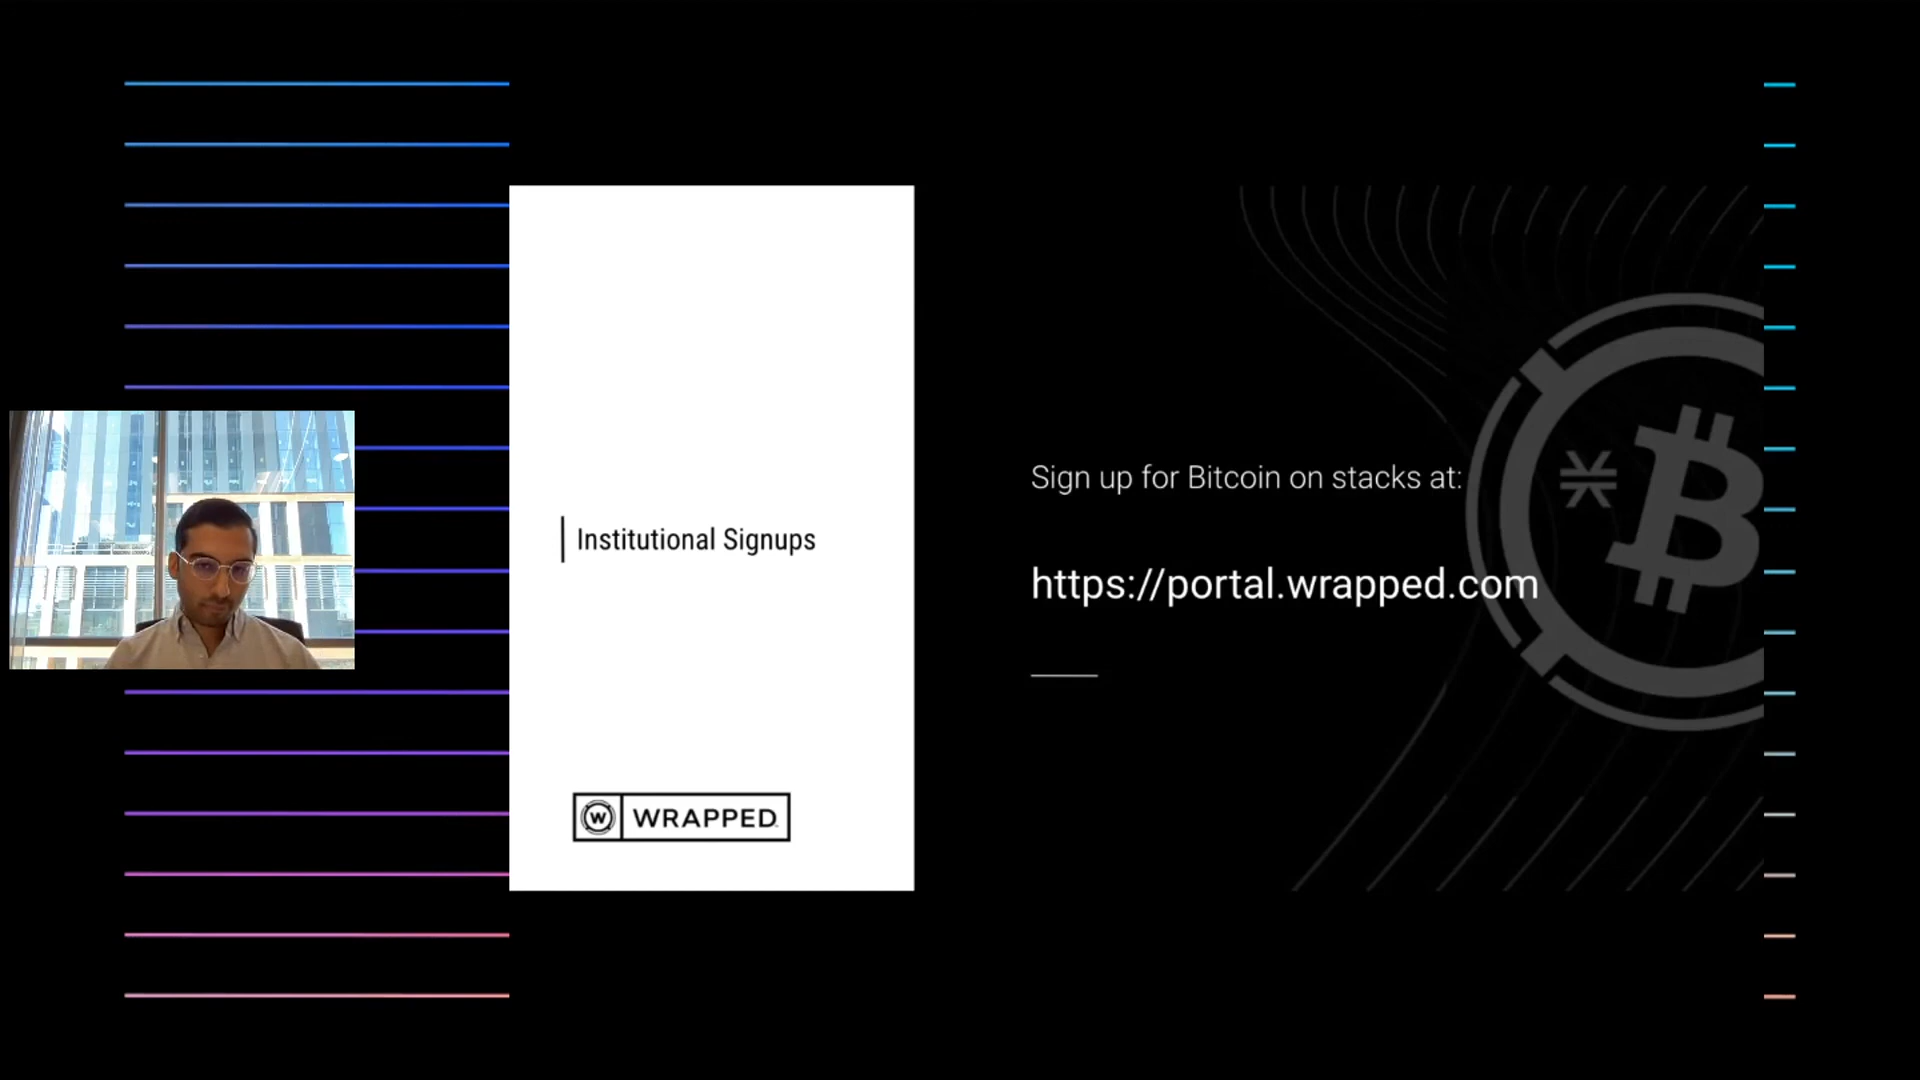 Institutional Signups
W WRAPPED
Sign up for Bitcoin on stacks at:
https://portal.wrapped.com